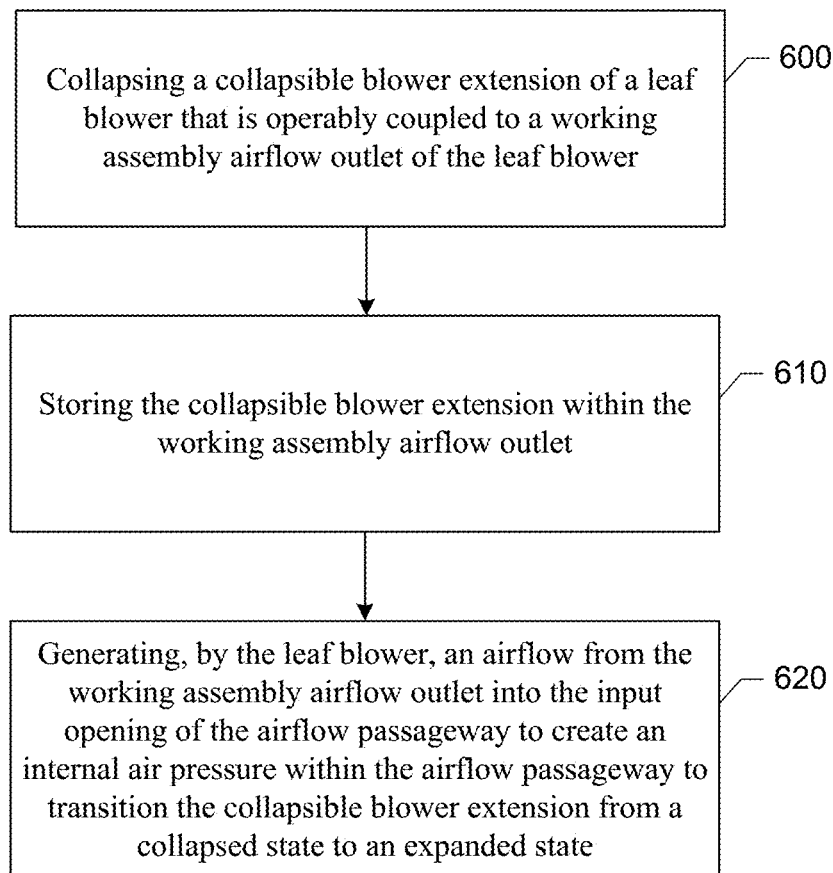 Collapsing a collapsible blower extension of a leaf
blower that is operably coupled to a working
assembly airflow outlet of the leaf blower
600
Storing the collapsible blower extension within the
working assembly airflow outlet
610
Generating, by the leaf blower, an airflow from the
working assembly airflow outlet into the input
opening of the airflow passageway to create an
internal air pressure within the airflow passageway to
transition the collapsible blower extension from a
collapsed state to an expanded state
620